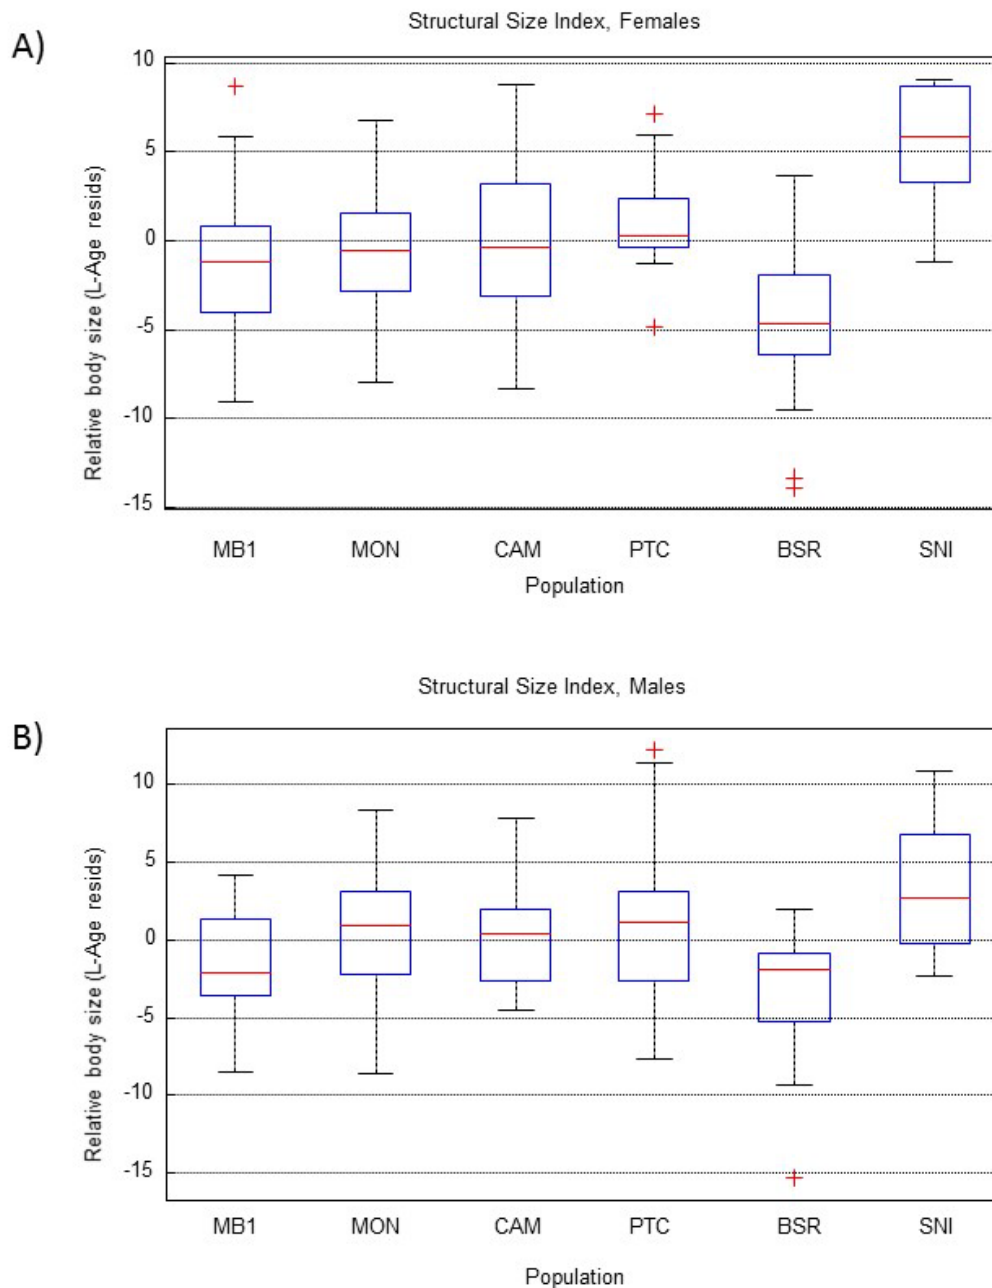 A)
Structural Size Index, Females
Relative body size (L-Age resids)
10
5
0
-5
-10
-15
MB1 MON CAM PTC BSR SNI
Population
B)
Structural Size Index, Males
Relative body size (L-Age resids)
10
5
0
-5
-10
-15
MB1 MON CAM PTC BSR SNI
Population